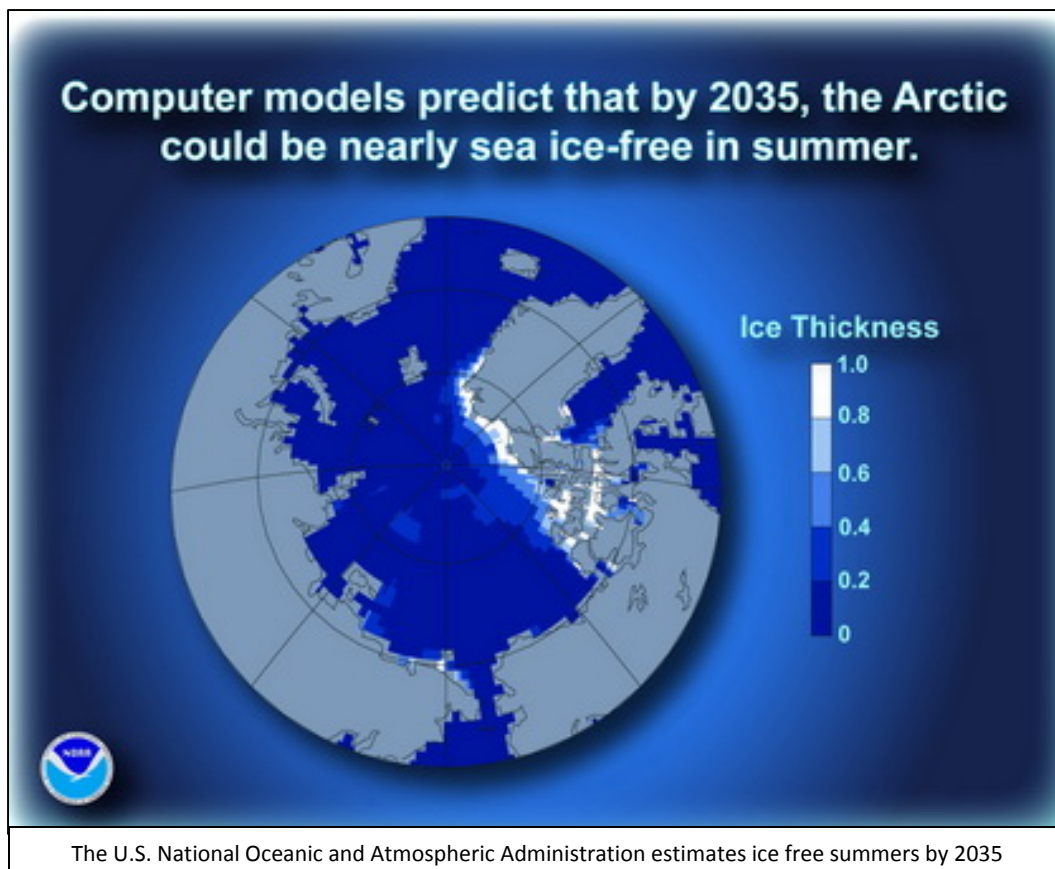 Computer models predict that by 2035, the Arctic
could be nearly sea ice-free in summer.
Ice Thickness
1.0
0.8
0.6
0.4
0.2
0
NOAA
The U.S. National Oceanic and Atmospheric Administration estimates ice free summers by 2035